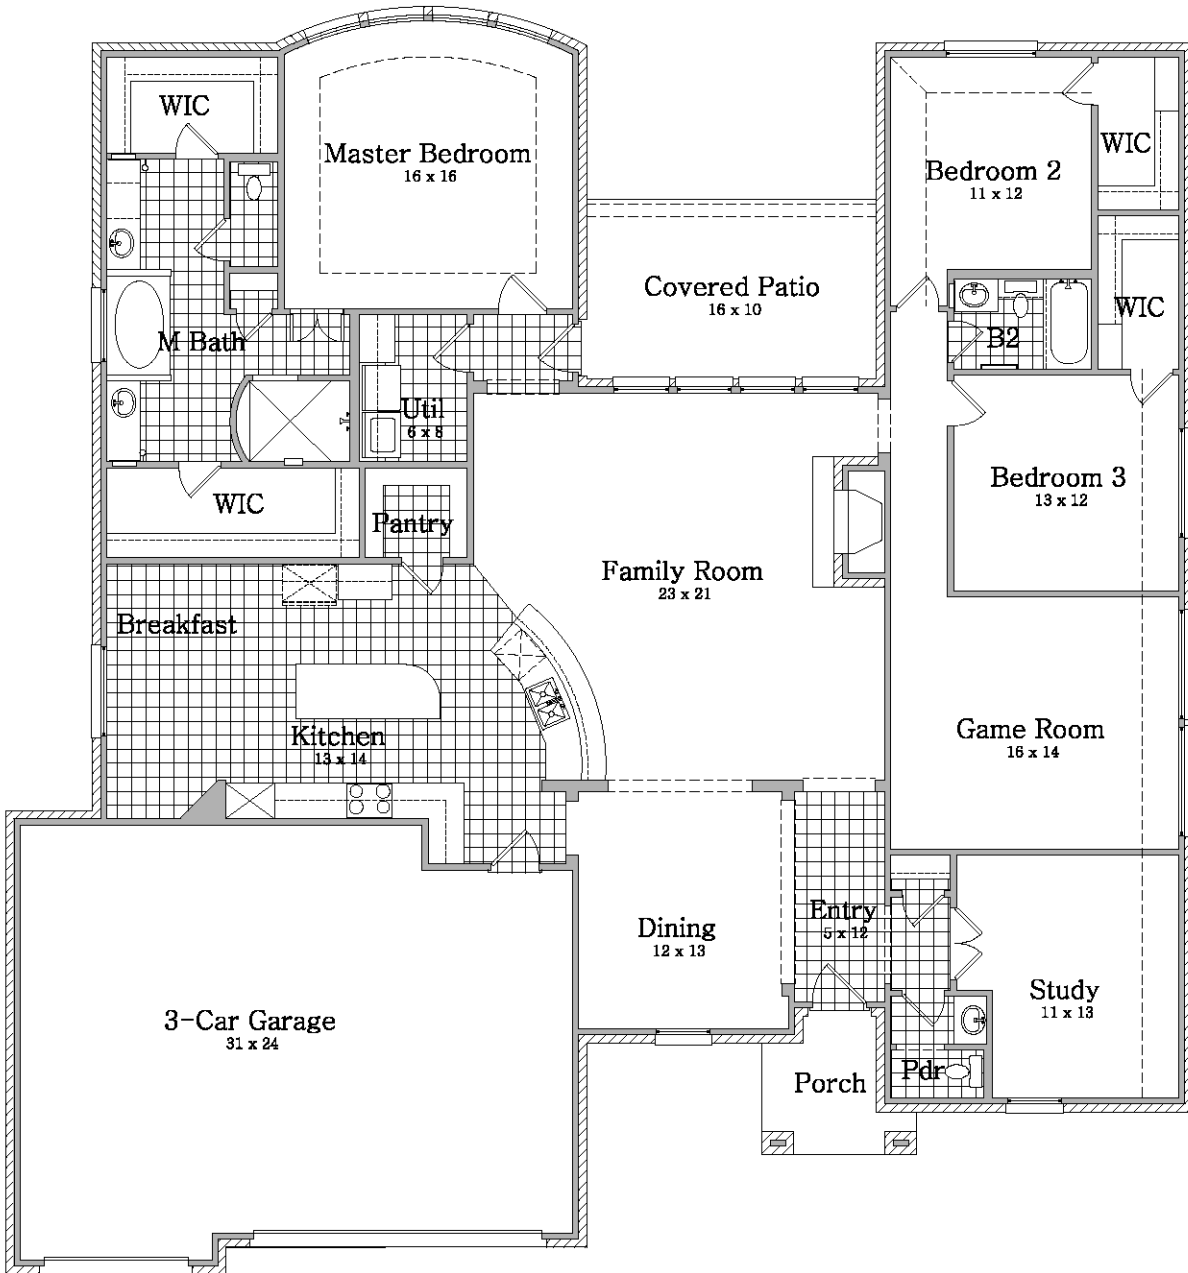 WIC
Master Bedroom
16 x 16
WIC
Bedroom 2
11 x 12
Covered Patio
16 x 10
WIC
M Bath
B2
Util
6 x 8
WIC
Pantry
Bedroom 3
13 x 12
Family Room
23 x 21
Breakfast
Kitchen
13 x 14
Game Room
16 x 14
Entry
5 x 12
Dining
12 x 13
Study
11 x 13
3-Car Garage
31 x 24
Pdr
Porch